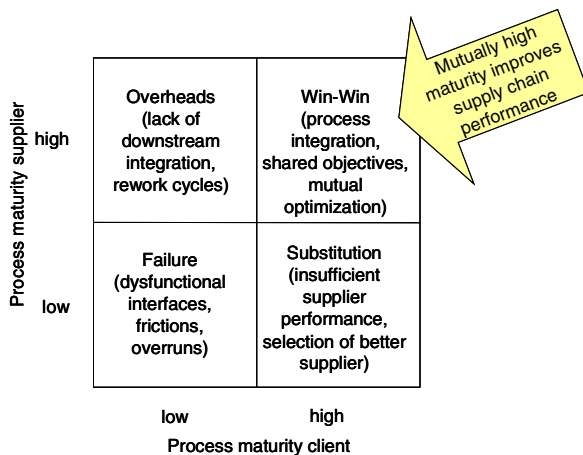 Mutually high
maturity improves
supply chain
performance
Process maturity supplier
high
Overheads
(lack of
downstream
integration,
rework cycles)
Win-Win
(process
integration,
shared objectives,
mutual
optimization)
low
Failure
(dysfunctional
interfaces,
frictions,
overruns)
Substitution
(insufficient
supplier
performance,
selection of better
supplier)
low
high
Process maturity client